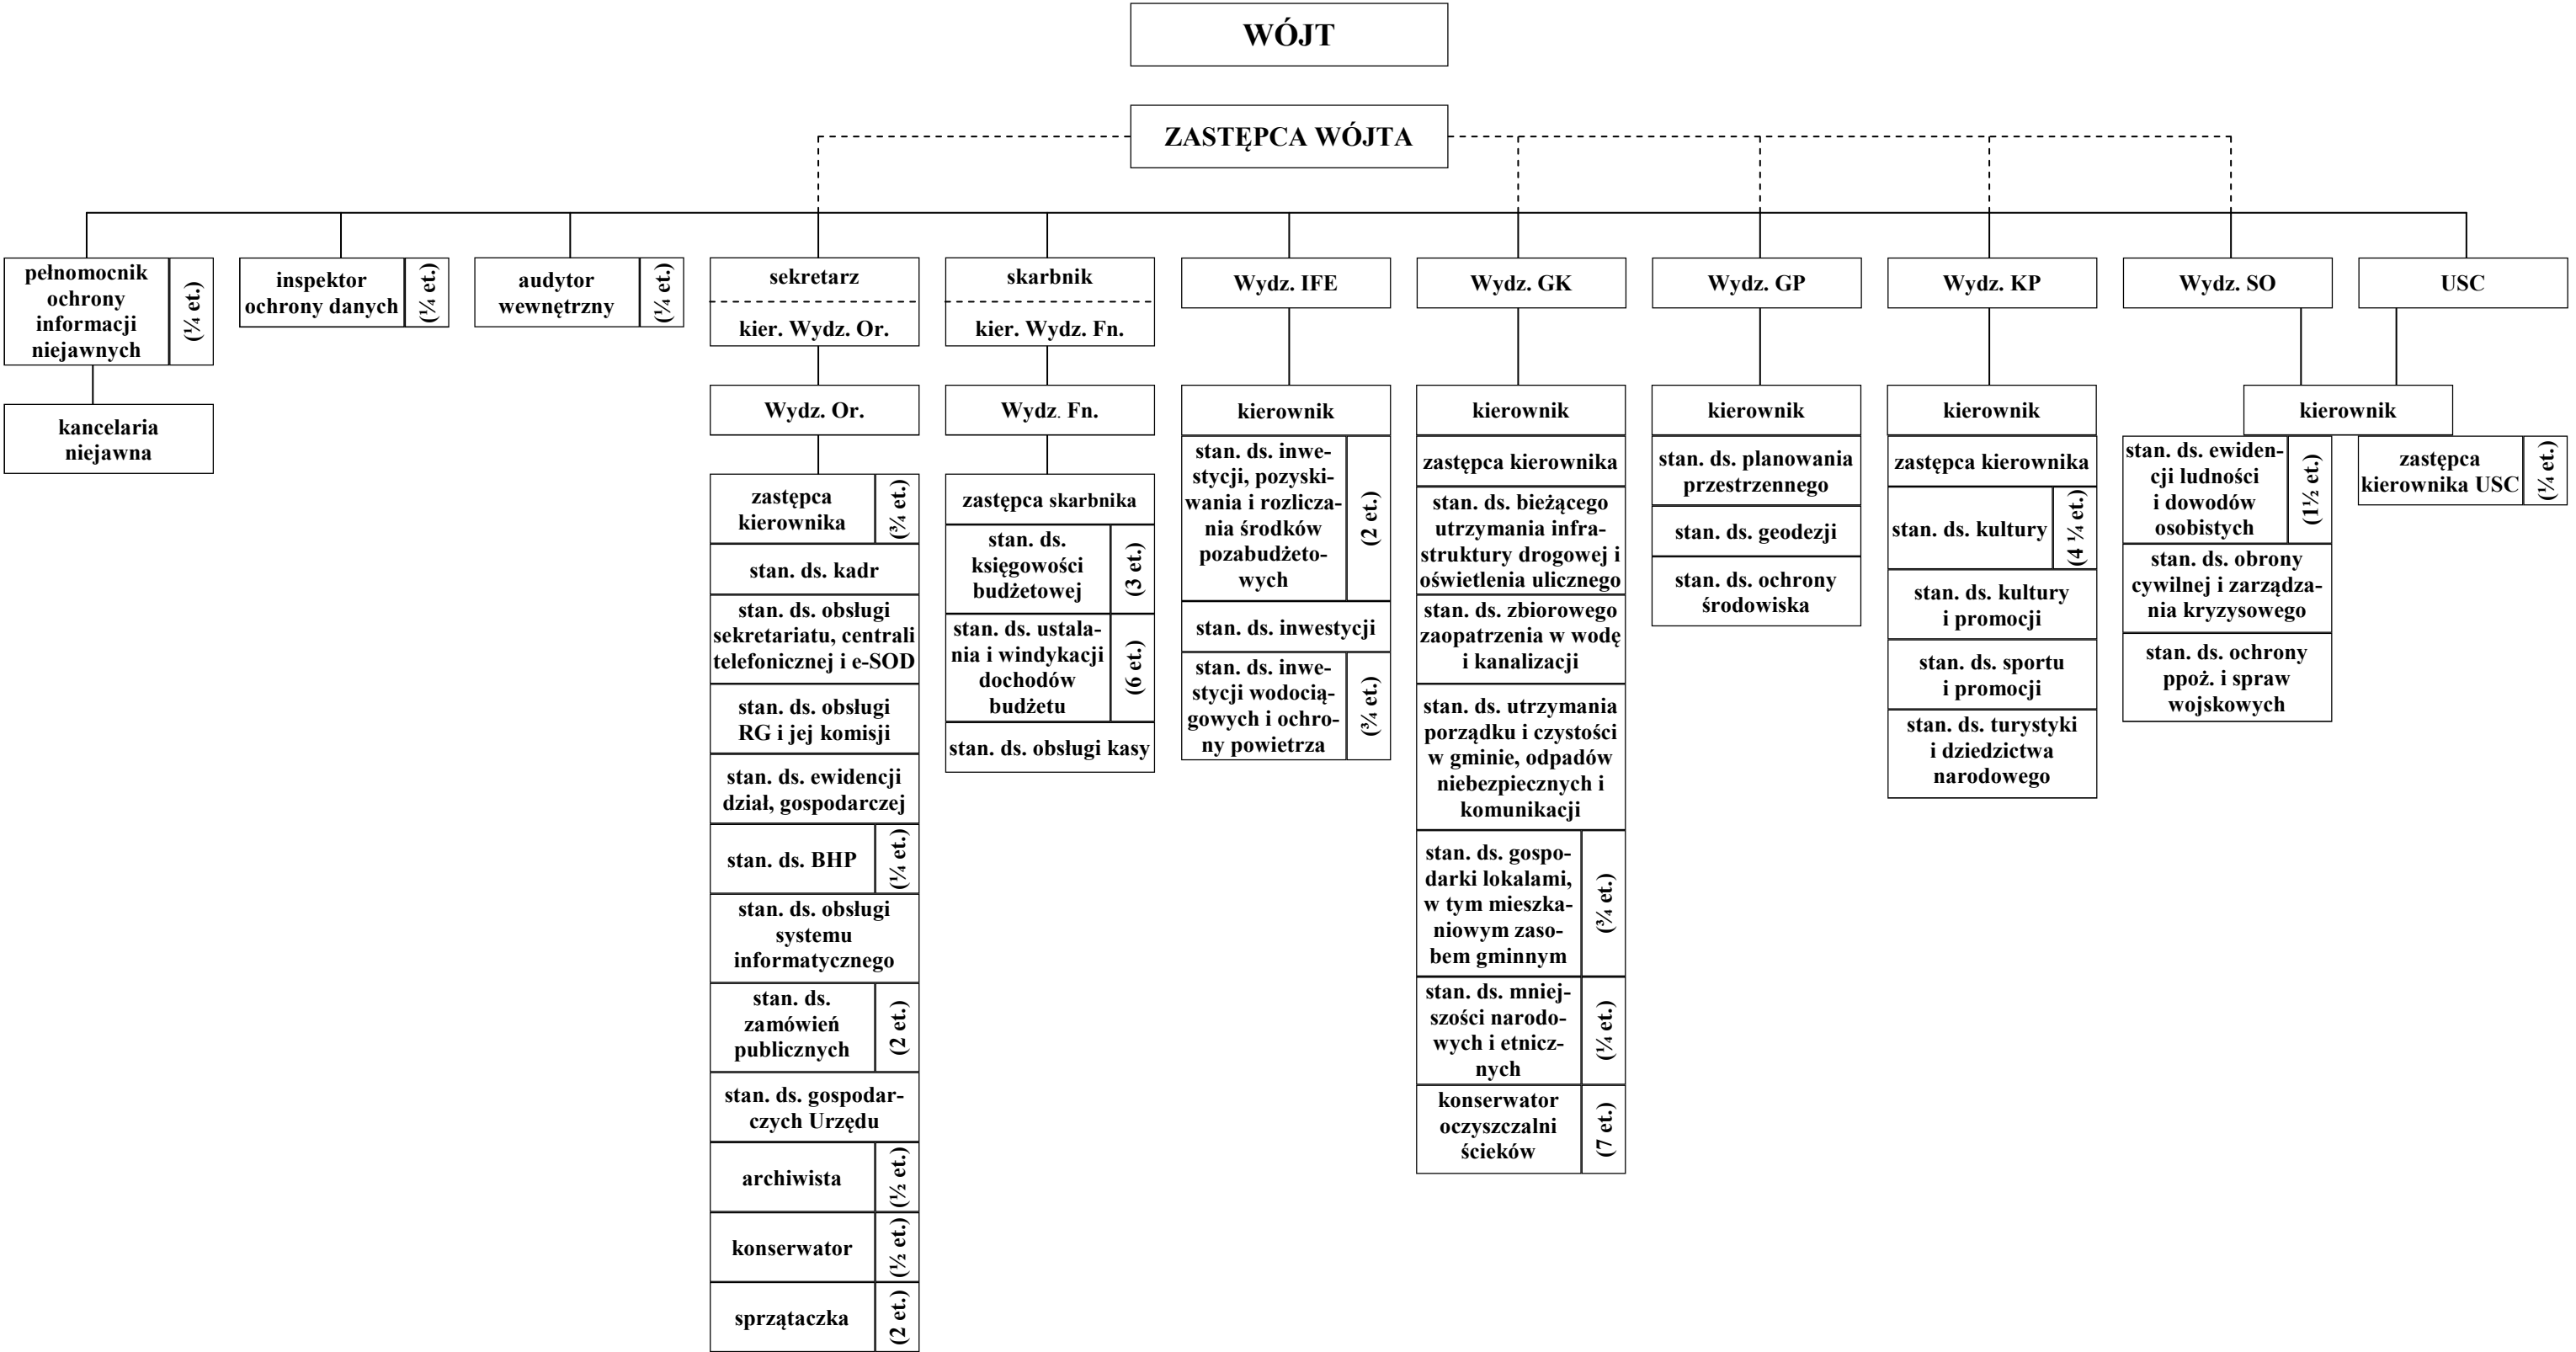 WÓJT
ZASTĘPCA WÓJTA
pełnomocnik
ochrony
informacji
niejawnych
(¼ et.)
kancelaria
niejawna
inspektor
ochrony danych
(¼ et.)
audytor
wewnętrzny
(¼ et.)
sekretarz
kier. Wydz. Or.
Wydz. Or.
zastępca
kierownika
(¾ et.)
stan. ds. kadr
stan. ds. obsługi
sekretariatu, centrali
telefonicznej i e-SOD
stan. ds. obsługi
RG i jej komisji
stan. ds. ewidencji
dział, gospodarczej
stan. ds. BHP
(¼ et.)
stan. ds. obsługi
systemu
informatycznego
stan. ds.
zamówień
publicznych
(2 et.)
stan. ds. gospodar-
czych Urzędu
archiwista
(½ et.)
konserwator
(½ et.)
sprzątaczka
(2 et.)
skarbnik
kier. Wydz. Fn.
Wydz. Fn.
zastępca skarbnika
stan. ds.
księgowości
budżetowej
(3 et.)
stan. ds. ustala-
nia i windykacji
dochodów
budżetu
(6 et.)
stan. ds. obsługi kasy
Wydz. IFE
kierownik
stan. ds. inwe-
stycji, pozyski-
wania i rozlicza-
nia środków
pozabudżeto-
wych
(2 et.)
stan. ds. inwestycji
stan. ds. inwe-
stycji wodocią-
gowych i ochro-
ny powietrza
(¾ et.)
Wydz. GK
kierownik
zastępca kierownika
stan. ds. bieżącego
utrzymania infra-
struktury drogowej i
oświetlenia ulicznego
stan. ds. zbiorowego
zaopatrzenia w wodę
i kanalizacji
stan. ds. utrzymania
porządku i czystości
w gminie, odpadów
niebezpiecznych i
komunikacji
stan. ds. gospo-
darki lokalami,
w tym mieszka-
niowym zaso-
bem gminnym
(¾ et.)
stan. ds. mniej-
szości narodo-
wych i etnicz-
nych
(¼ et.)
konserwator
oczyszczalni
ścieków
(7 et.)
Wydz. GP
kierownik
stan. ds. planowania
przestrzennego
stan. ds. geodezji
stan. ds. ochrony
środowiska
Wydz. KP
kierownik
zastępca kierownika
stan. ds. kultury
(4 ¼ et.)
stan. ds. kultury
i promocji
stan. ds. sportu
i promocji
stan. ds. turystyki
i dziedzictwa
narodowego
Wydz. SO
USC
kierownik
stan. ds. ewiden-
cji ludności
i dowodów
osobistych
(1½ et.)
stan. ds. obrony
cywilnej i zarządza-
nia kryzysowego
stan. ds. ochrony
ppoż. i spraw
wojskowych
zastępca
kierownika USC
(¼ et.)